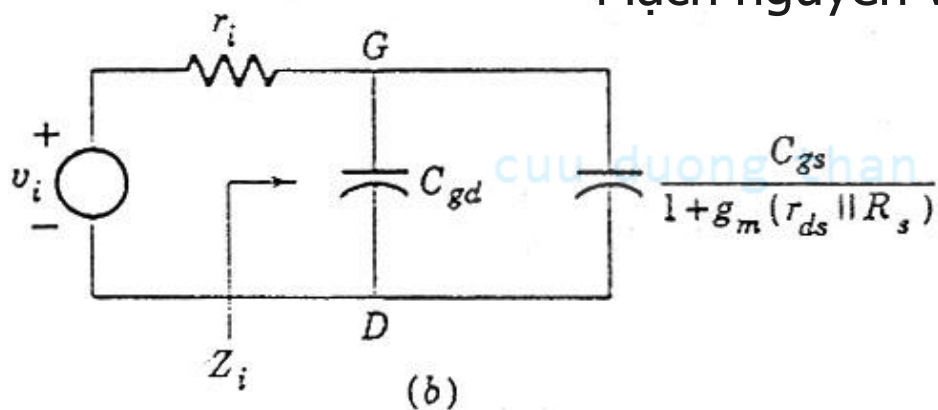 Mạch nguyên
r_i
G
+
v_i
−
C_gd
cuu duong than
C_gs
1+g_m(r_ds||R_s)
D
Z_i
(b)